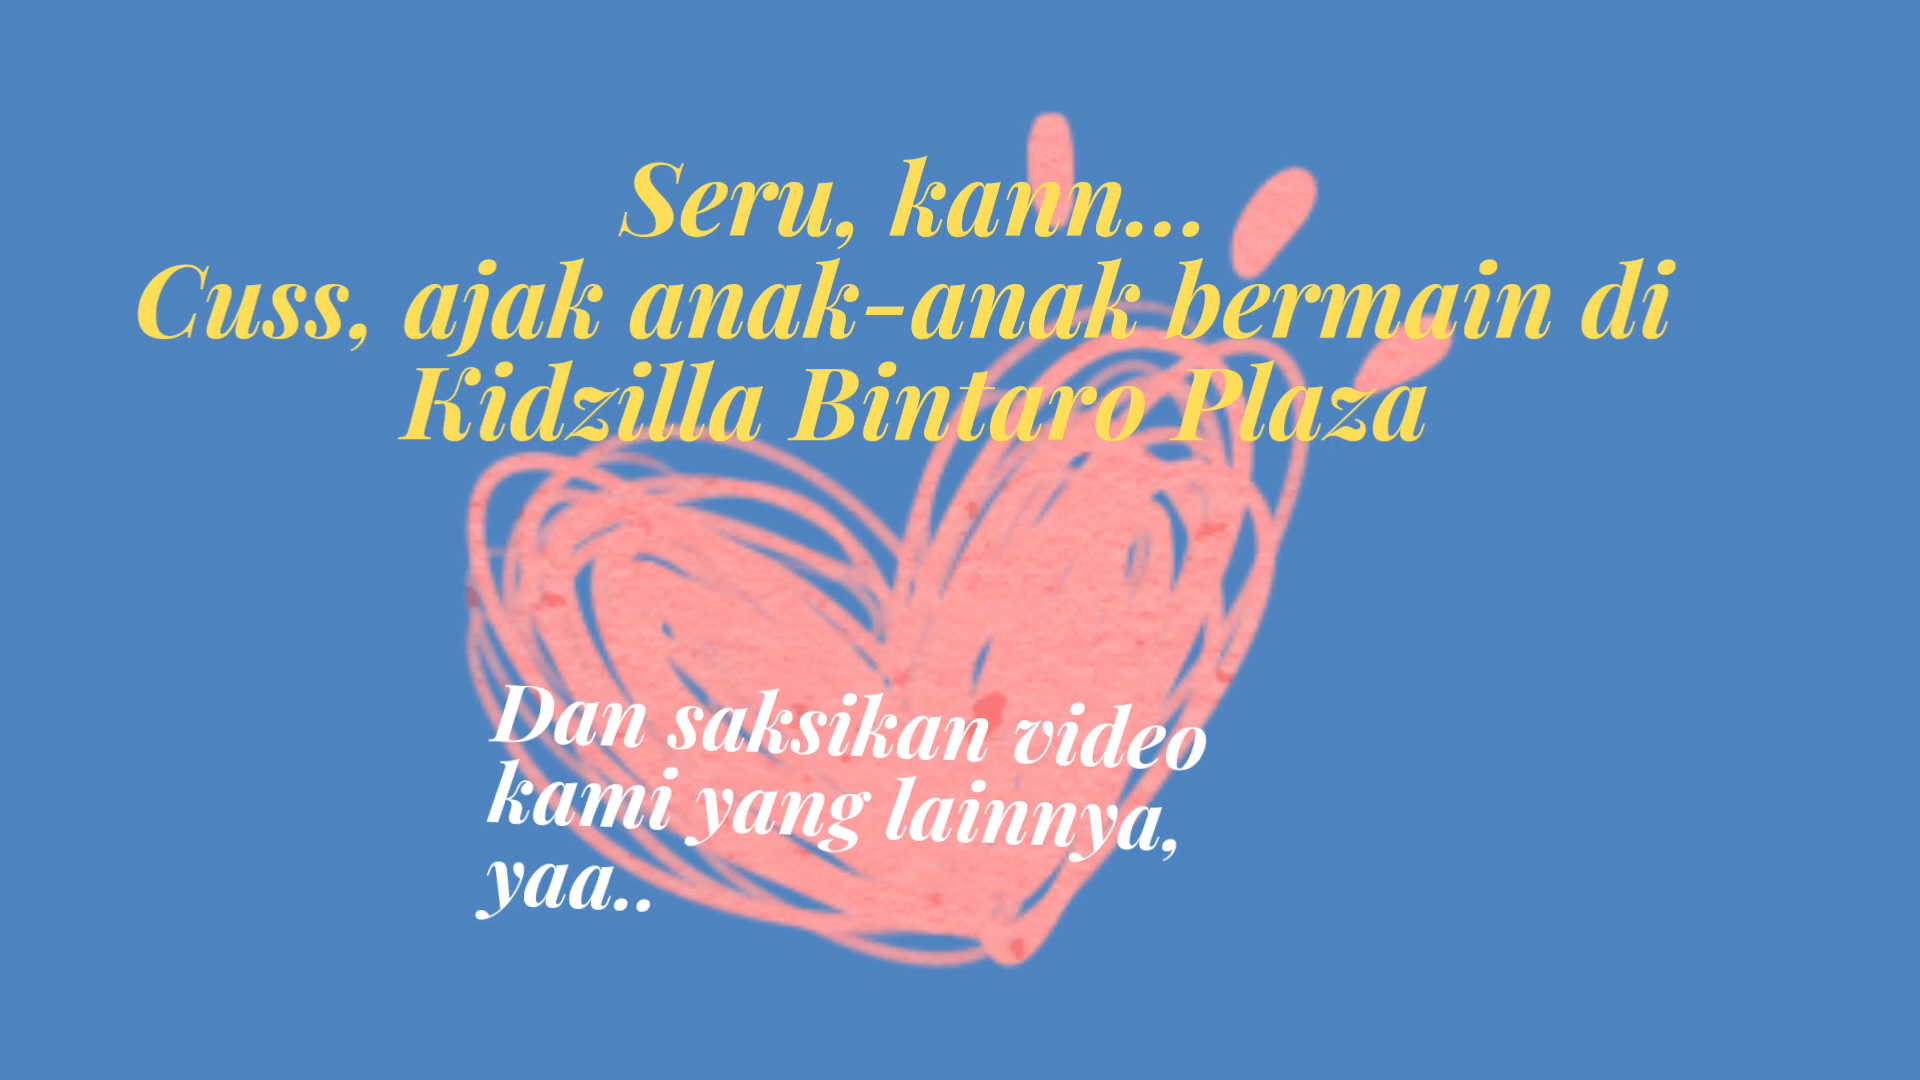 Seru, kann...
Cuss, ajak anak-anak bermain di
Kidzilla Bintaro Plaza
Dan saksikan video
kami yang lainnya,
yaa..